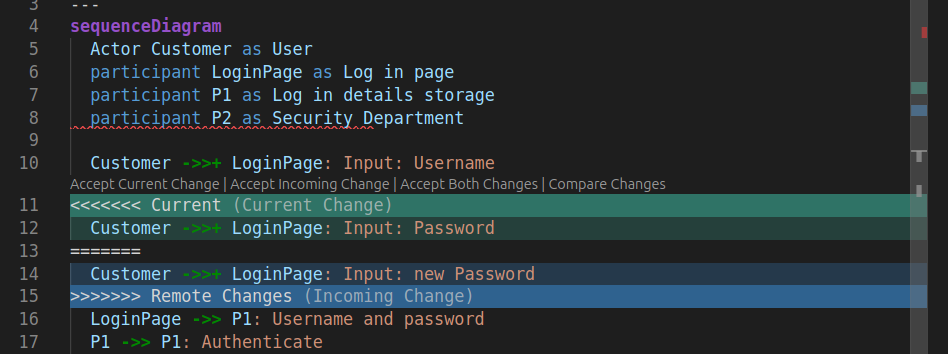 3 ---
4 sequenceDiagram
5 Actor Customer as User
6 participant LoginPage as Log in page
7 participant P1 as Log in details storage
8 participant P2 as Security Department
9
10 Customer ->>+ LoginPage: Input: Username
Accept Current Change | Accept Incoming Change | Accept Both Changes | Compare Changes
11 <<<<<<< Current (Current Change)
12 Customer ->>+ LoginPage: Input: Password
13 =======
14 Customer ->>+ LoginPage: Input: new Password
15 >>>>>>> Remote Changes (Incoming Change)
16 LoginPage ->> P1: Username and password
17 P1 ->> P1: Authenticate